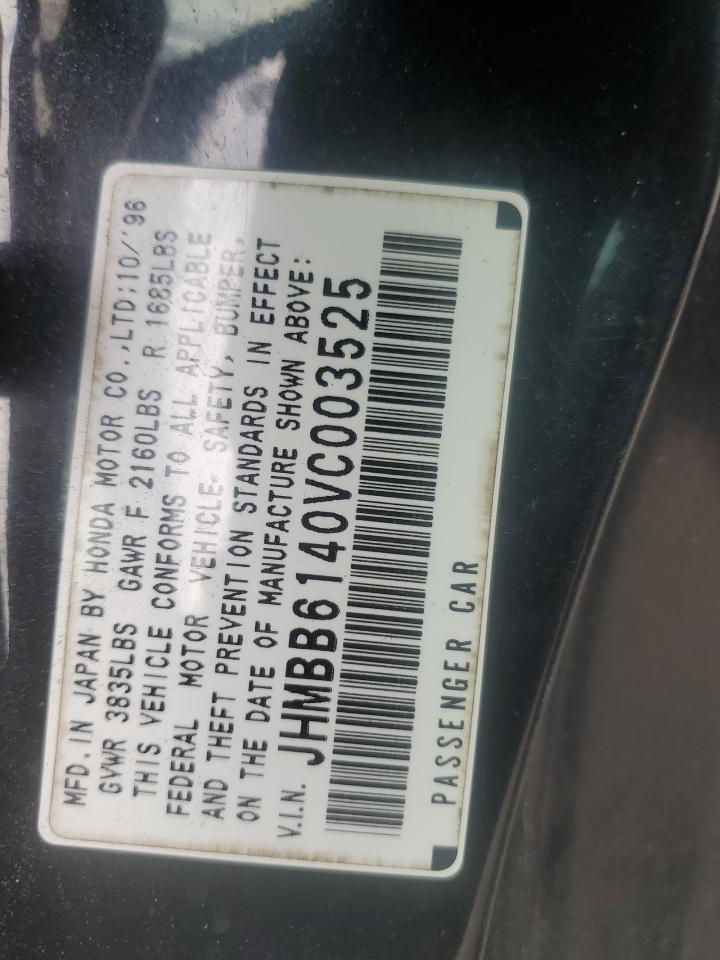 MFD. IN JAPAN BY HONDA MOTOR CO.,LTD:10/'96
GVWR 3835LBS GAWR F 2160LBS R 1685LBS
THIS VEHICLE CONFORMS TO ALL APPLICABLE
FEDERAL MOTOR VEHICLE SAFETY, BUMPER,
AND THEFT PREVENTION STANDARDS IN EFFECT
ON THE DATE OF MANUFACTURE SHOWN ABOVE:
V.I.N. JHMBB6140VC003525
PASSENGER CAR